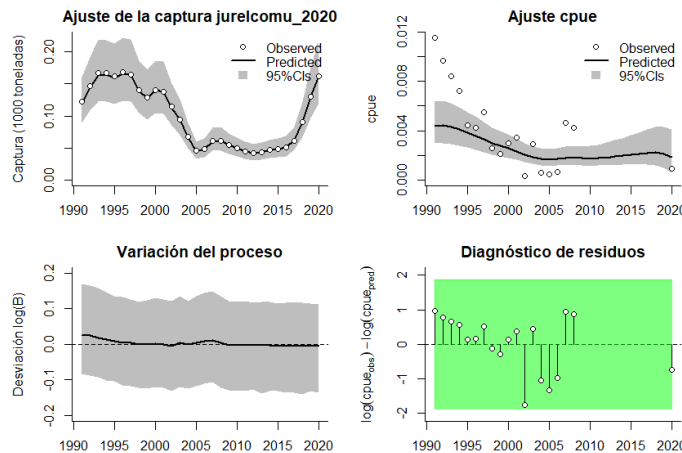 Ajuste de la captura jurelcomu_2020
Captura (1000 toneladas)
0.20
0.10
0.00
Observed
Predicted
95%CIs
1990 1995 2000 2005 2010 2015 2020
Ajuste cpue
cpue
0.012
0.008
0.004
0.000
Observed
Predicted
95%CIs
1990 1995 2000 2005 2010 2015 2020
Variación del proceso
Desviación log(B)
0.2
0.1
0.0
-0.1
-0.2
1990 1995 2000 2005 2010 2015 2020
Diagnóstico de residuos
log(cpue_obs) − log(cpue_pred)
2
1
0
-1
-2
1990 1995 2000 2005 2010 2015 2020